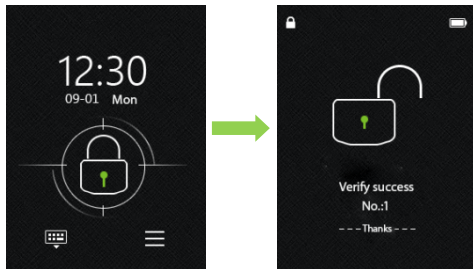 12:30
09-01 Mon
Verify success
No.:1
---Thanks---